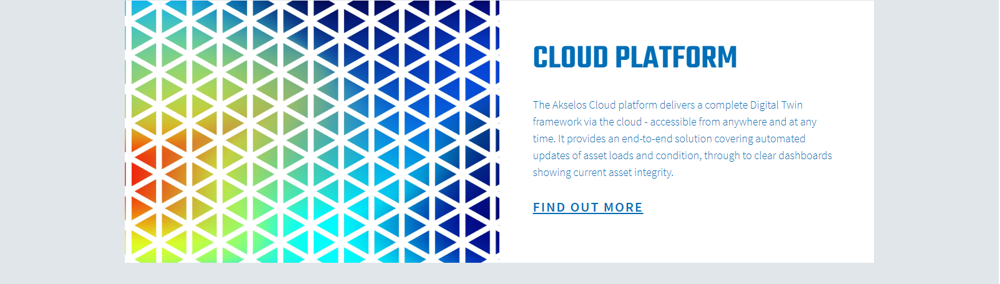 CLOUD PLATFORM
The Akselos Cloud platform delivers a complete Digital Twin
framework via the cloud - accessible from anywhere and at any
time. It provides an end-to-end solution covering automated
updates of asset loads and condition, through to clear dashboards
showing current asset integrity.
FIND OUT MORE